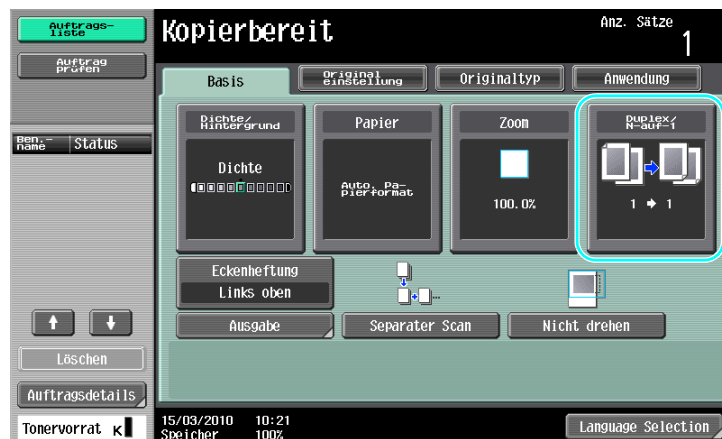 Auftrags-
liste
Auftrag
prüfen
Ben.-
name
Status
Löschen
Auftragsdetails
Tonervorrat K
Kopierbereit
Anz. Sätze
1
Basis
Original
einstellung
Originaltyp
Anwendung
Dichte/
Hintergrund
Dichte
Papier
Auto. Pa-
pierformat
Zoom
100.0%
Duplex/
N-auf-1
1 → 1
Eckenheftung
Links oben
Ausgabe
Separater Scan
Nicht drehen
15/03/2010 10:21
Speicher 100%
Language Selection